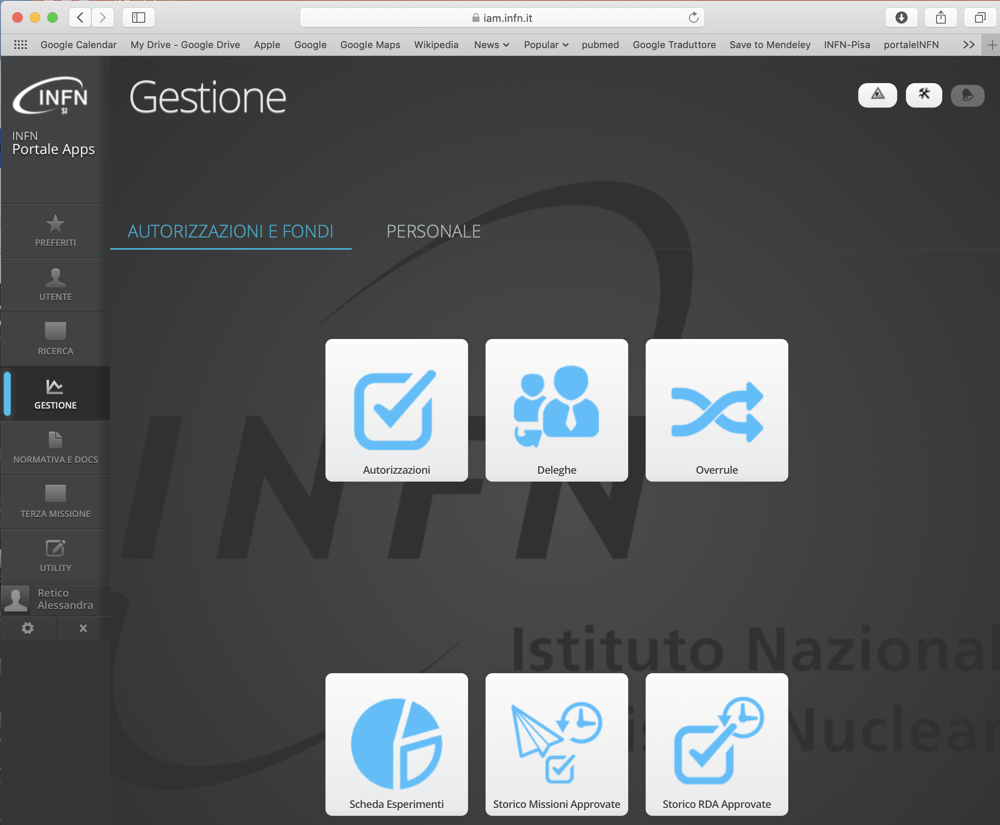 iam.infn.it
Google Calendar My Drive - Google Drive Apple Google Google Maps Wikipedia News Popular pubmed Google Traduttore Save to Mendeley INFN-Pisa portaleINFN
INFN
SI
INFN
Portale Apps
Gestione
AUTORIZZAZIONI E FONDI PERSONALE
PREFERITI
UTENTE
RICERCA
GESTIONE
NORMATIVA E DOCS
TERZA MISSIONE
UTILITY
Retico
Alessandra
Autorizzazioni Deleghe Overrule
INFN
Istituto Nazional
Nuclear
Scheda Esperimenti Storico Missioni Approvate Storico RDA Approvate